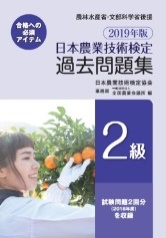 農林水産省・文部科学省後援
合格への
必須
アイテム
2019年版
日本農業技術検定
過去問題集
日本農業技術検定協会
全国農業会議所 編
2級
試験問題2回分
(2018年度)
を収録